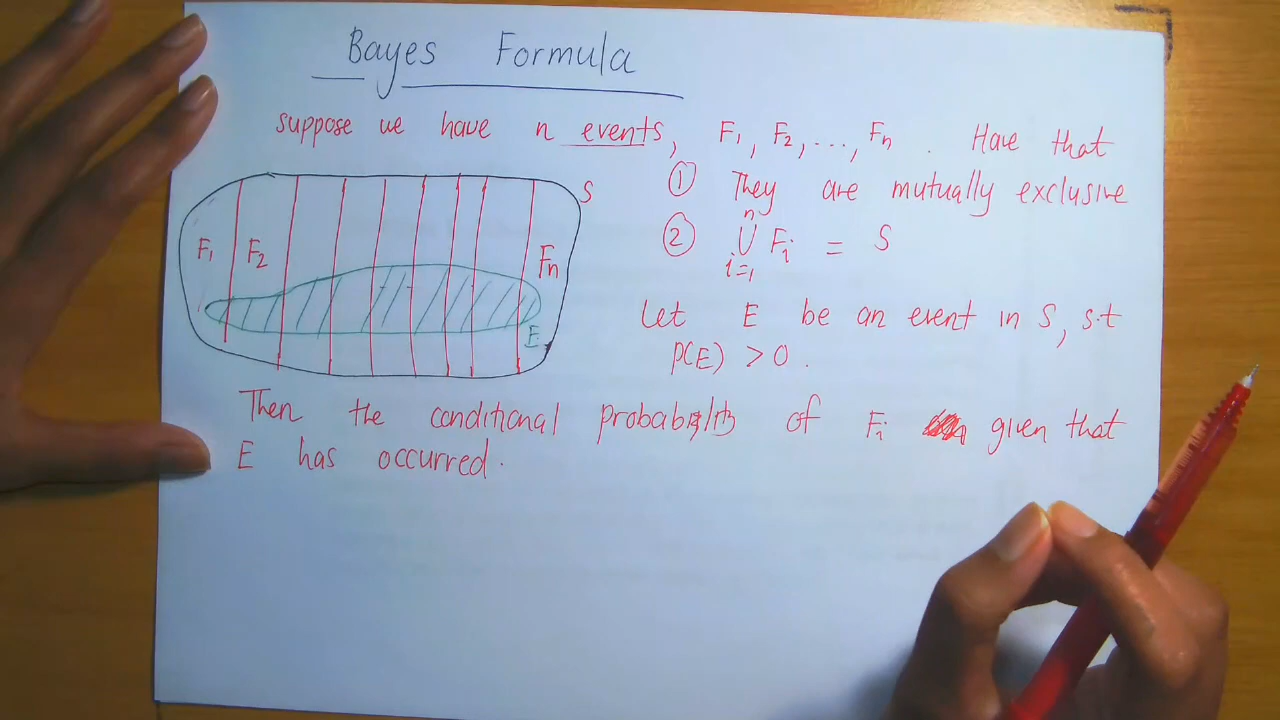 Bayes Formula
suppose we have n events, F₁, F₂, ..., Fn. Have that
① They are mutually exclusive
② ⋃ᵢ₌₁ⁿ Fᵢ = S
S
F₁ F₂ Fn
E
Let E be an event in S, s.t
P(E) > 0.
Then the conditional probability of Fᵢ given that
E has occurred.